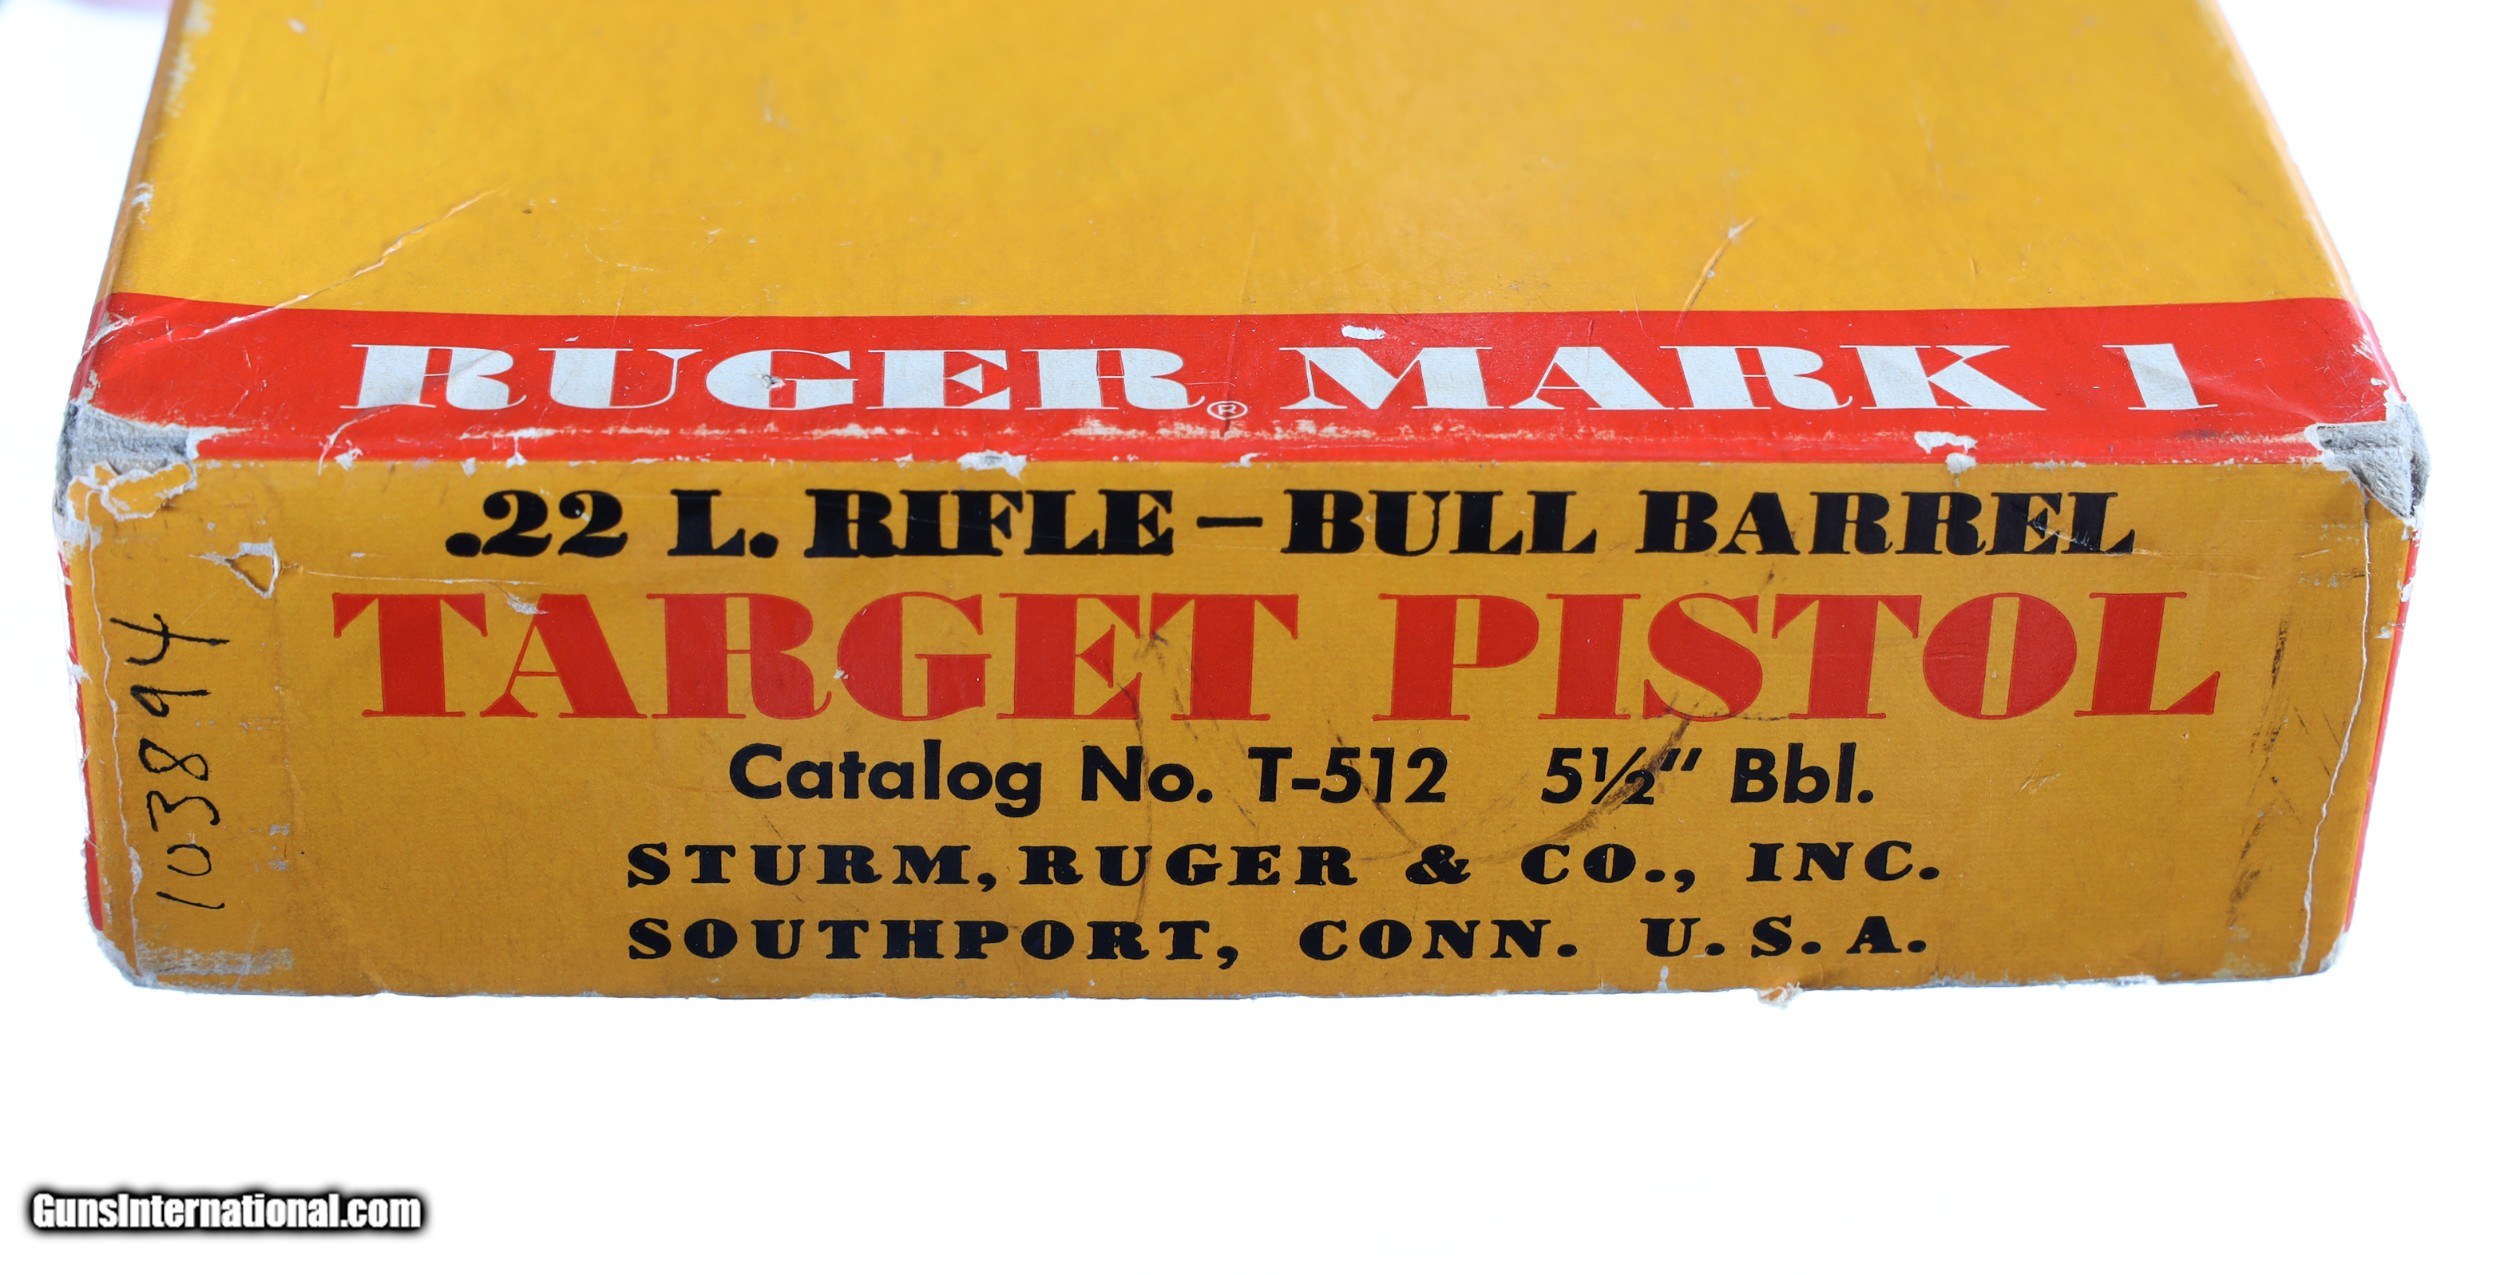 RUGER® MARK 1
.22 L. RIFLE – BULL BARREL
TARGET PISTOL
Catalog No. T-512 5½" Bbl.
STURM, RUGER & CO., INC.
SOUTHPORT, CONN. U. S. A.
103894
GunsInternational.com